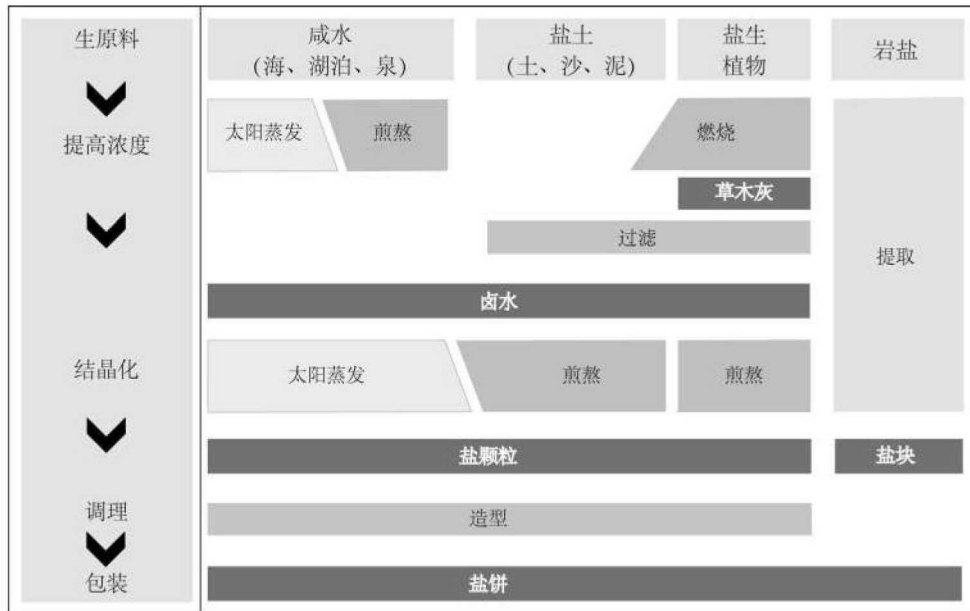 生原料
提高浓度
结晶化
调理
包装
咸水
(海、湖泊、泉)
盐土
(土、沙、泥)
盐生
植物
岩盐
太阳蒸发
煎熬
燃烧
草木灰
过滤
提取
卤水
太阳蒸发
煎熬
煎熬
盐颗粒
盐块
造型
盐饼